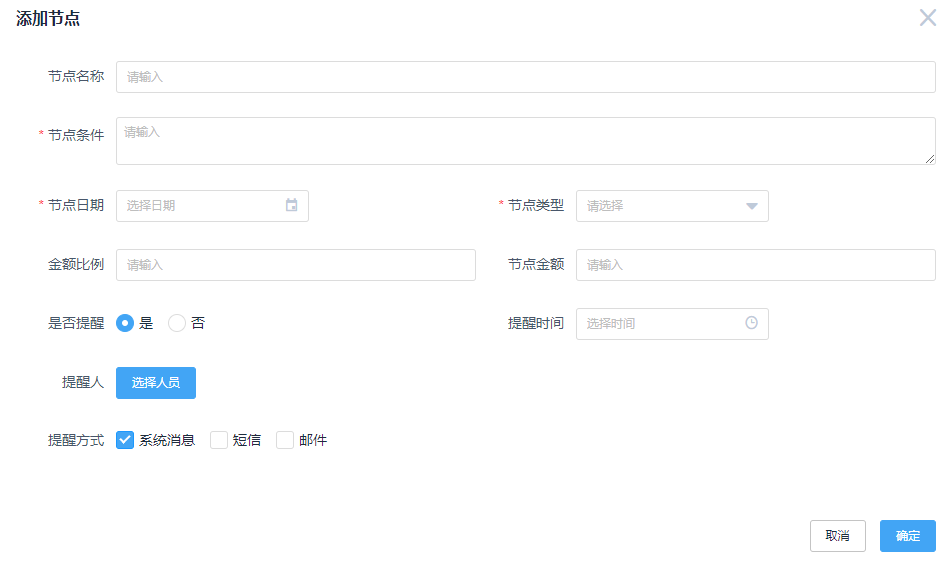 添加节点
节点名称 请输入
* 节点条件 请输入
* 节点日期 选择日期 * 节点类型 请选择
金额比例 请输入 节点金额 请输入
是否提醒 是 否 提醒时间 选择时间
提醒人 选择人员
提醒方式 系统消息 短信 邮件
取消 确定